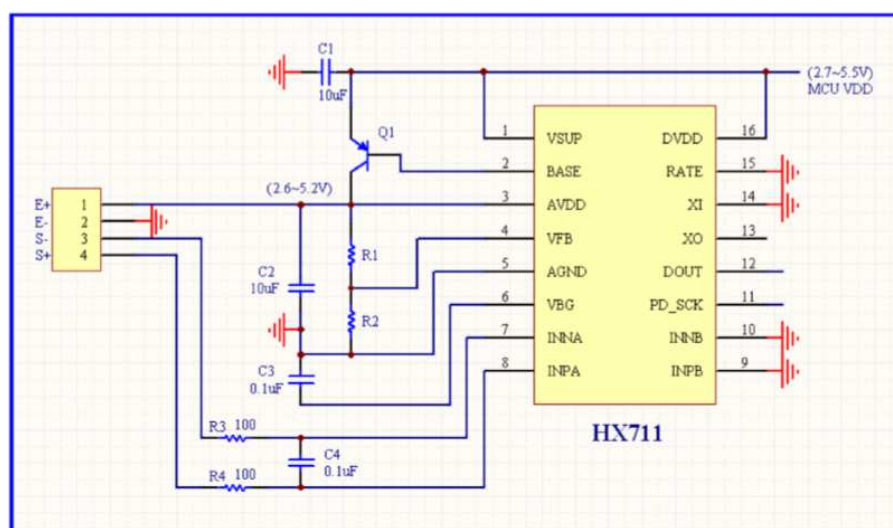 C1
10uF
(2.7~5.5V)
MCU VDD
Q1
(2.6~5.2V)
E+ 1
E- 2
S- 3
S+ 4
R1
C2
10uF
R2
C3
0.1uF
R3 100
C4
0.1uF
R4 100
1 VSUP DVDD 16
2 BASE RATE 15
3 AVDD XI 14
4 VFB XO 13
5 AGND DOUT 12
6 VBG PD_SCK 11
7 INNA INNB 10
8 INPA INPB 9
HX711